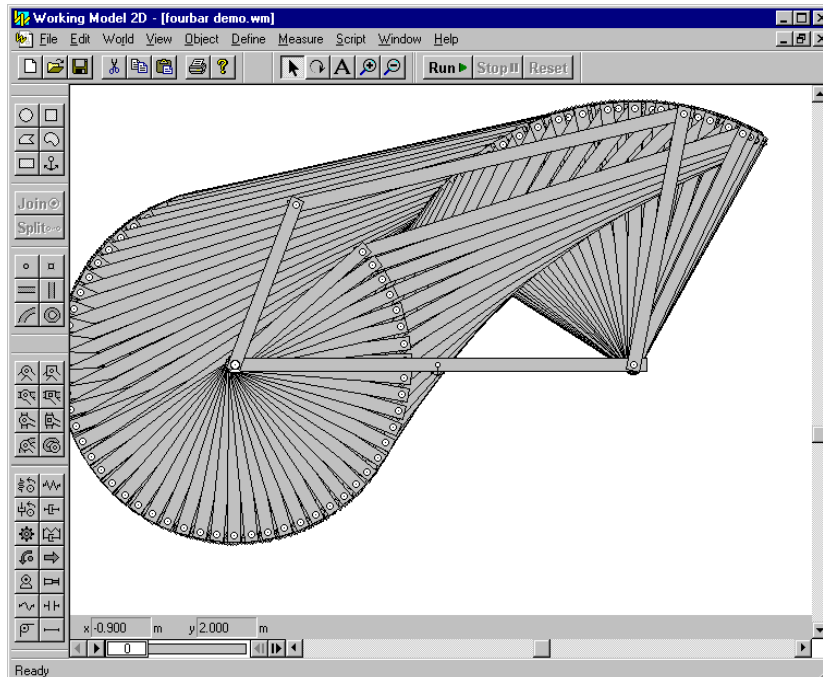 Working Model 2D - [fourbar demo.wm]
File Edit World View Object Define Measure Script Window Help
A Run Stop Reset
Join
Split
x -0.900 m y 2.000 m
0
Ready